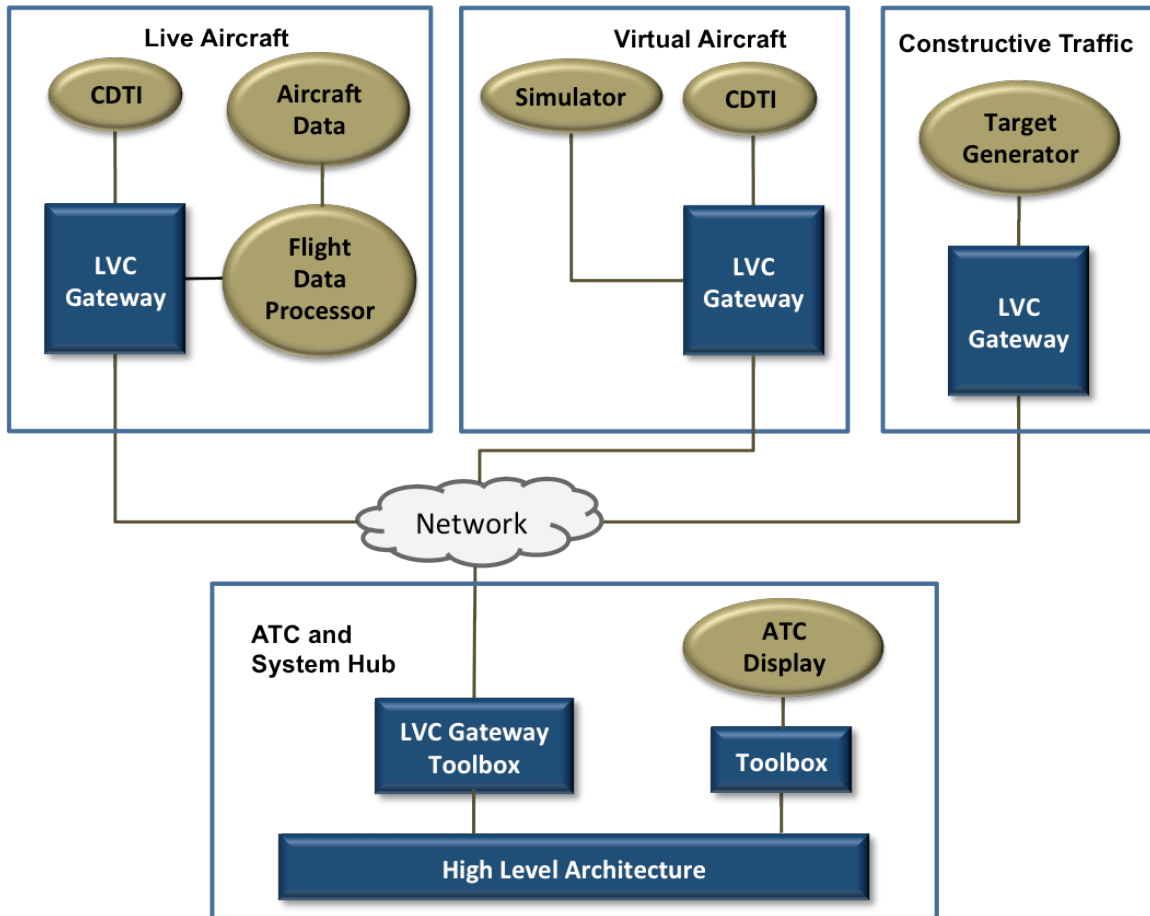 Live Aircraft
CDTI
Aircraft
Data
LVC
Gateway
Flight
Data
Processor
Virtual Aircraft
Simulator
CDTI
LVC
Gateway
Constructive Traffic
Target
Generator
LVC
Gateway
Network
ATC and
System Hub
ATC
Display
LVC Gateway
Toolbox
Toolbox
High Level Architecture